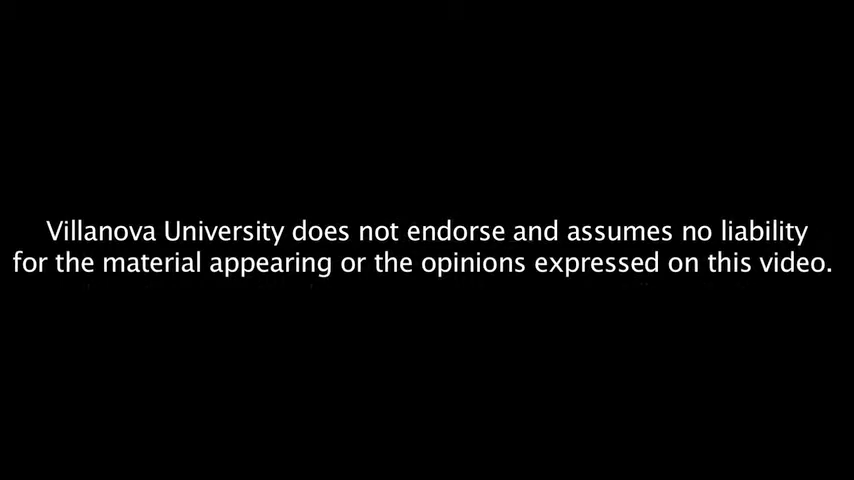 Villanova University does not endorse and assumes no liability
for the material appearing or the opinions expressed on this video.